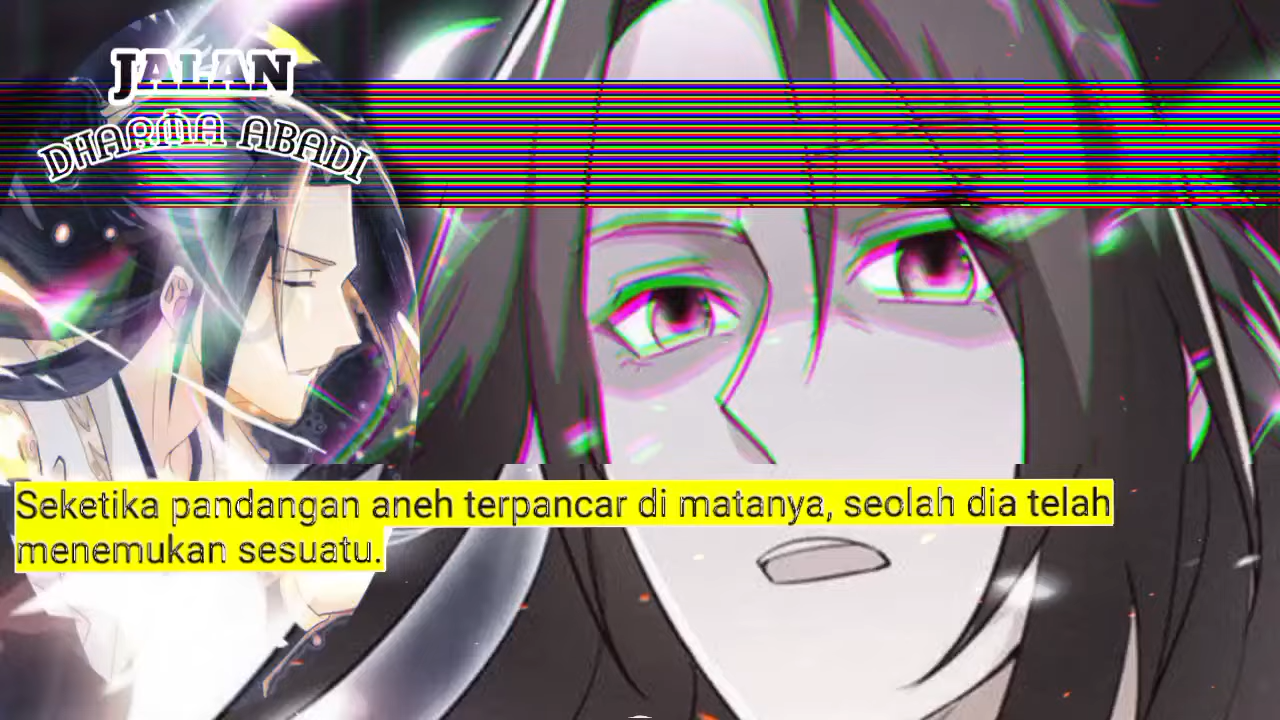 JALAN
DHARMA ABADI
Seketika pandangan aneh terpancar di matanya, seolah dia telah
menemukan sesuatu.